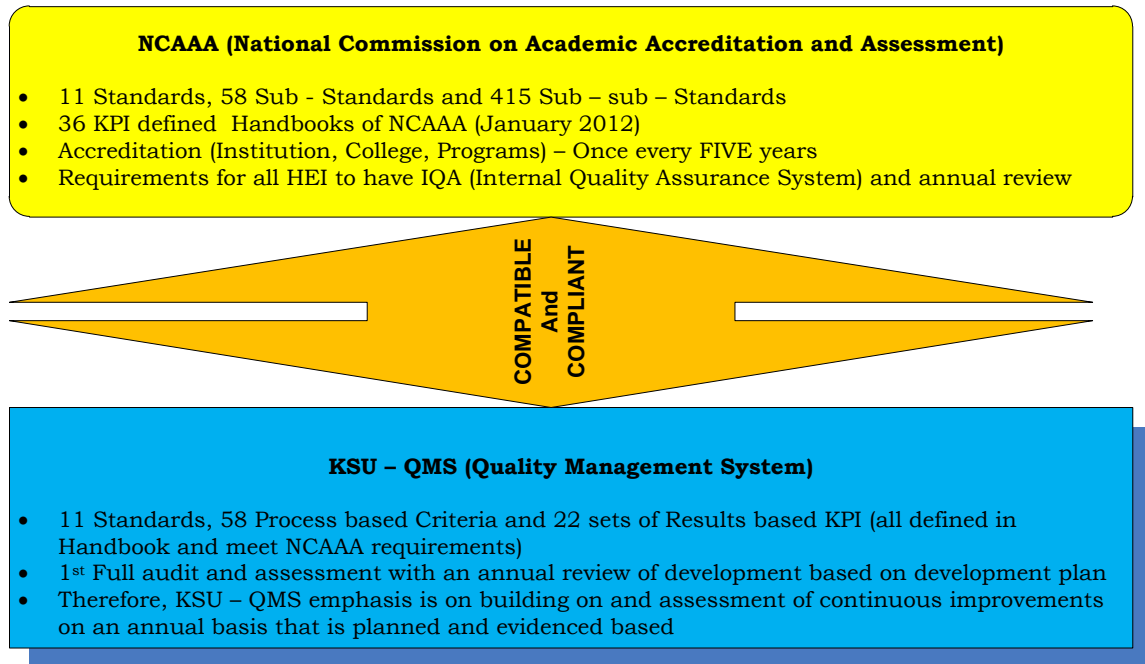 NCAAA (National Commission on Academic Accreditation and Assessment)
• 11 Standards, 58 Sub - Standards and 415 Sub – sub – Standards
• 36 KPI defined  Handbooks of NCAAA (January 2012)
• Accreditation (Institution, College, Programs) – Once every FIVE years
• Requirements for all HEI to have IQA (Internal Quality Assurance System) and annual review
COMPATIBLE
And
COMPLIANT
KSU – QMS (Quality Management System)
• 11 Standards, 58 Process based Criteria and 22 sets of Results based KPI (all defined in
Handbook and meet NCAAA requirements)
• 1st Full audit and assessment with an annual review of development based on development plan
• Therefore, KSU – QMS emphasis is on building on and assessment of continuous improvements
on an annual basis that is planned and evidenced based